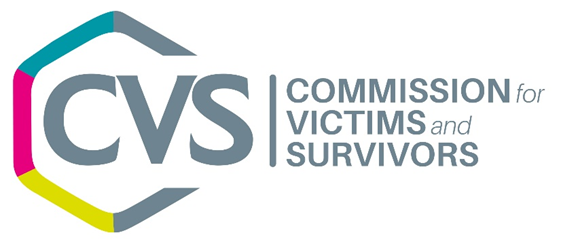 CVS
COMMISSION for
VICTIMS and
SURVIVORS